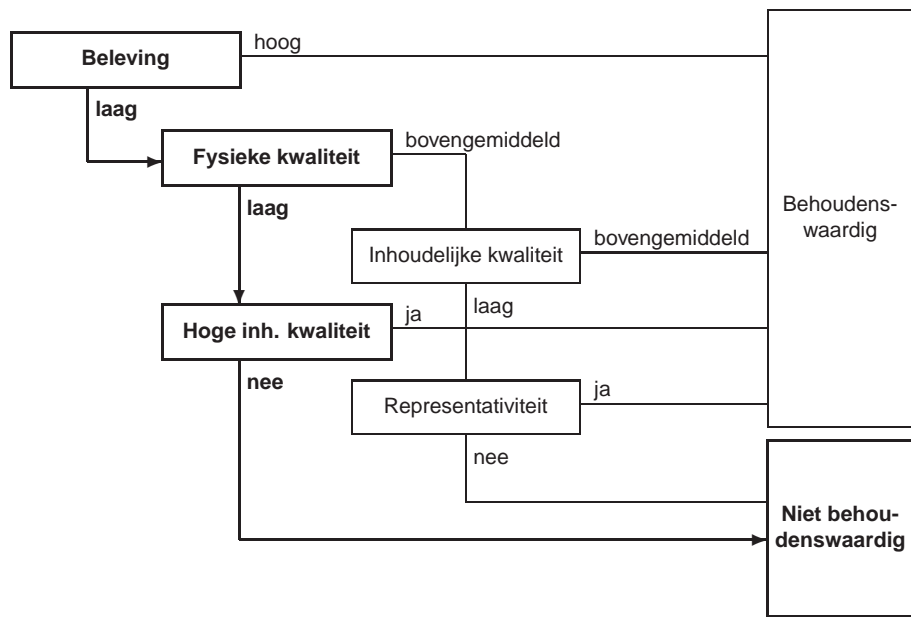 hoog
Beleving
laag
bovengemiddeld
Fysieke kwaliteit
laag
Behoudens-
waardig
bovengemiddeld
Inhoudelijke kwaliteit
laag
ja
Hoge inh. kwaliteit
nee
ja
Representativiteit
nee
Niet behou-
denswaardig